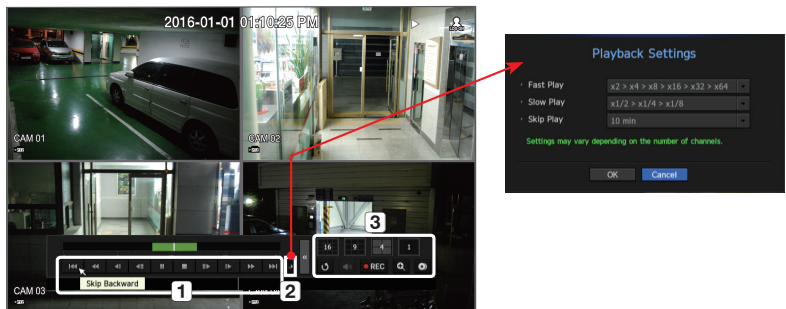 2016-01-01 01:10:25 PM
LOG-IN
CAM 01
CAM 02
CAM 03
Skip Backward
1
2
3
16 9 4 1
REC
Playback Settings
Fast Play x2 > x4 > x8 > x16 > x32 > x64
Slow Play x1/2 > x1/4 > x1/8
Skip Play 10 min
Settings may vary depending on the number of channels.
OK Cancel